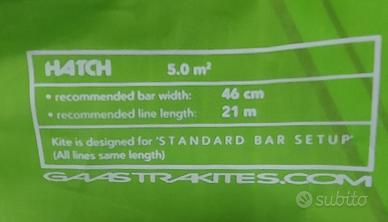 HATCH 5.0 m²
• recommended bar width: 46 cm
• recommended line length: 21 m
Kite is designed for 'STANDARD BAR SETUP'
(All lines same length)
GAASTRAKITES.COM
subito